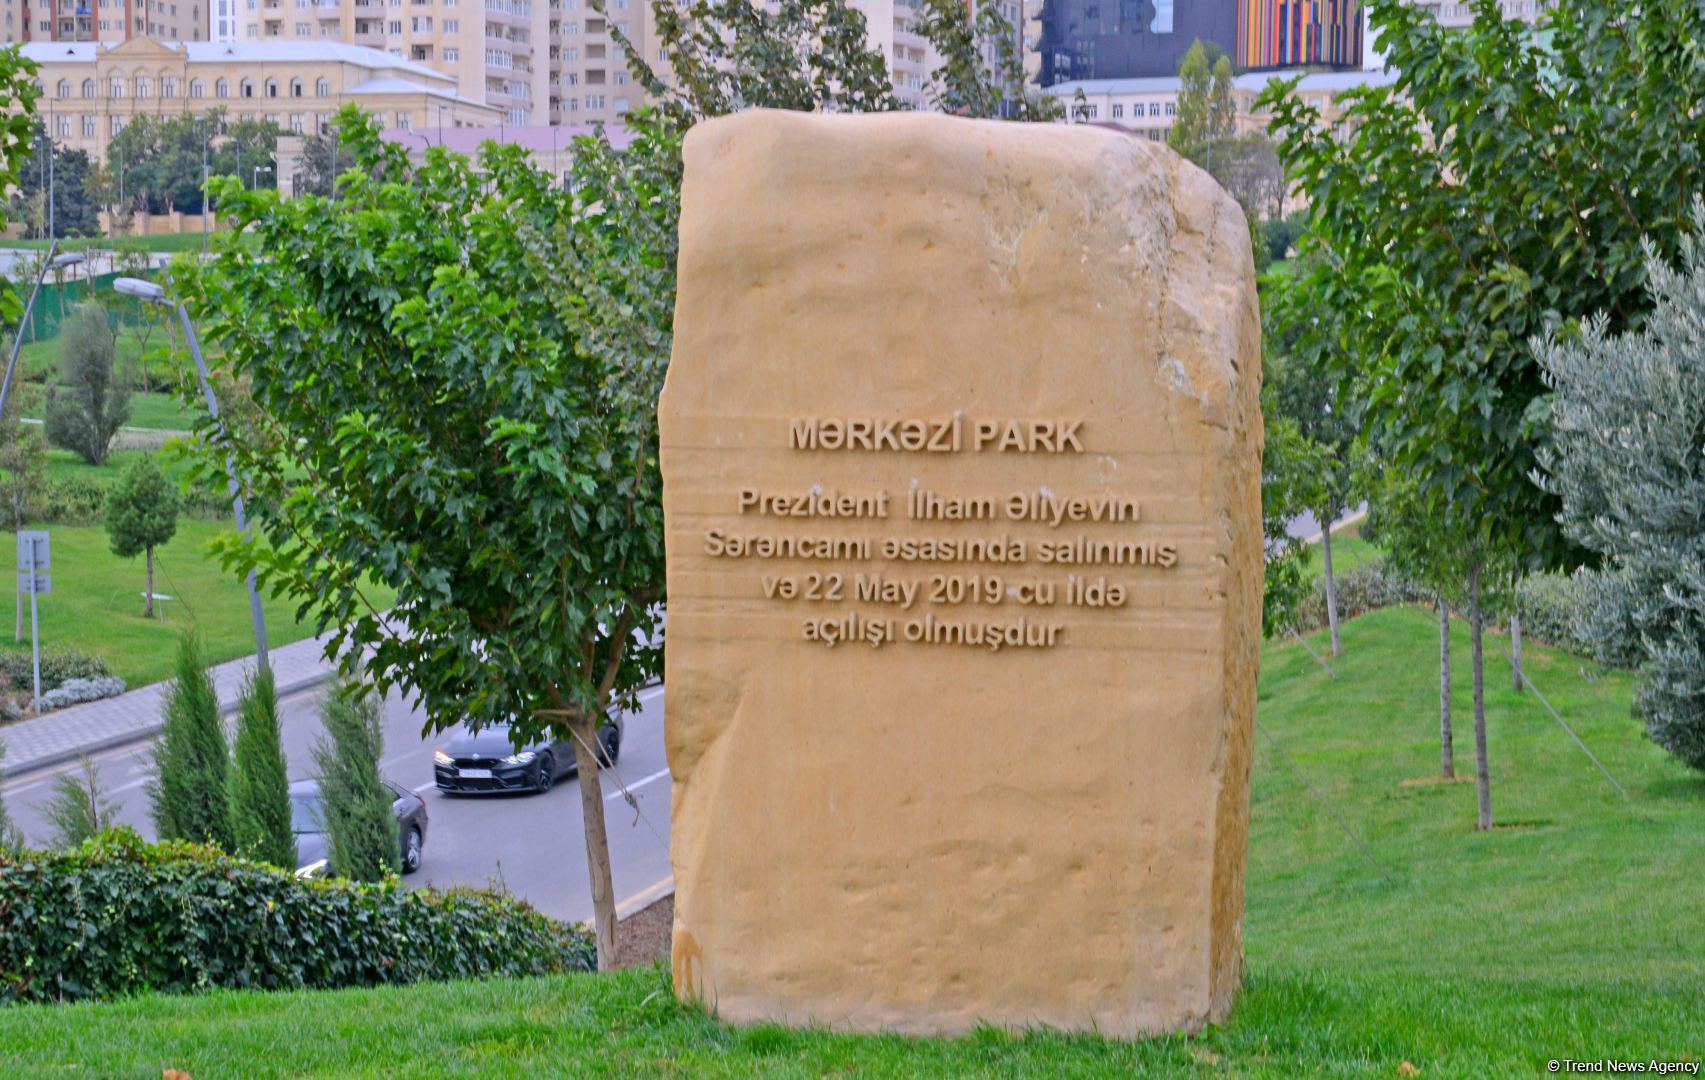 MƏRKƏZİ PARK
Prezident İlham Əliyevin
Sərəncamı əsasında salınmış
və 22 May 2019-cu ildə
açılışı olmuşdur
© Trend News Agency